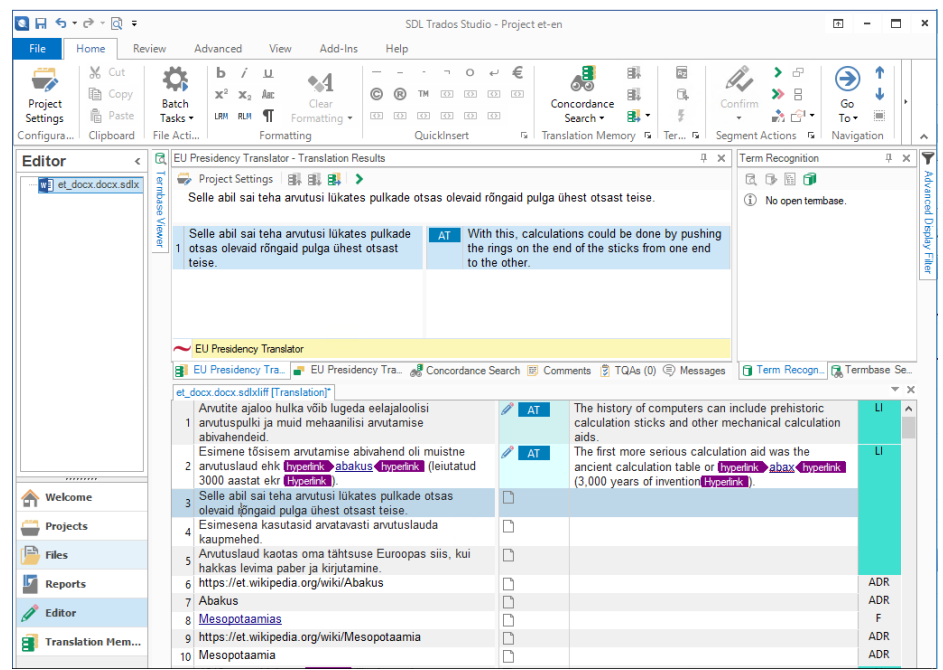 SDL Trados Studio - Project et-en
File Home Review Advanced View Add-Ins Help
Cut
Copy
Paste
Project Settings
Batch Tasks
b i u
X² X₂ Aac
LRM RLM ¶
Clear Formatting
€
© ® TM
Concordance Search
Confirm
Go To
Configura... Clipboard File Acti... Formatting QuickInsert Translation Memory Ter... Segment Actions Navigation
Editor
et_docx.docx.sdlx
Termbase Viewer
EU Presidency Translator - Translation Results
Project Settings
Selle abil sai teha arvutusi lükates pulkade otsas olevaid rõngaid pulga ühest otsast teise.
1
Selle abil sai teha arvutusi lükates pulkade
otsas olevaid rõngaid pulga ühest otsast
teise.
AT
With this, calculations could be done by pushing
the rings on the end of the sticks from one end
to the other.
EU Presidency Translator
EU Presidency Tra... EU Presidency Tra... Concordance Search Comments TQAs (0) Messages
Term Recognition
No open termbase.
Term Recogn... Termbase Se...
Advanced Display Filter
et_docx.docx.sdlxliff [Translation]*
1
Arvutite ajaloo hulka võib lugeda eelajaloolisi
arvutuspulki ja muid mehaanilisi arvutamise
abivahendeid.
AT
The history of computers can include prehistoric
calculation sticks and other mechanical calculation
aids.
LI
2
Esimene tõsisem arvutamise abivahend oli muistne
arvutuslaud ehk hyperlink abakus hyperlink (leiutatud
3000 aastat ekr Hyperlink ).
AT
The first more serious calculation aid was the
ancient calculation table or hyperlink abax hyperlink
(3,000 years of invention Hyperlink ).
LI
3
Selle abil sai teha arvutusi lükates pulkade otsas
olevaid rõngaid pulga ühest otsast teise.
4
Esimesena kasutasid arvatavasti arvutuslauda
kaupmehed.
5
Arvutuslaud kaotas oma tähtsuse Euroopas siis, kui
hakkas levima paber ja kirjutamine.
6 https://et.wikipedia.org/wiki/Abakus ADR
7 Abakus ADR
8 Mesopotaamias F
9 https://et.wikipedia.org/wiki/Mesopotaamia ADR
10 Mesopotaamia ADR
Welcome
Projects
Files
Reports
Editor
Translation Mem...